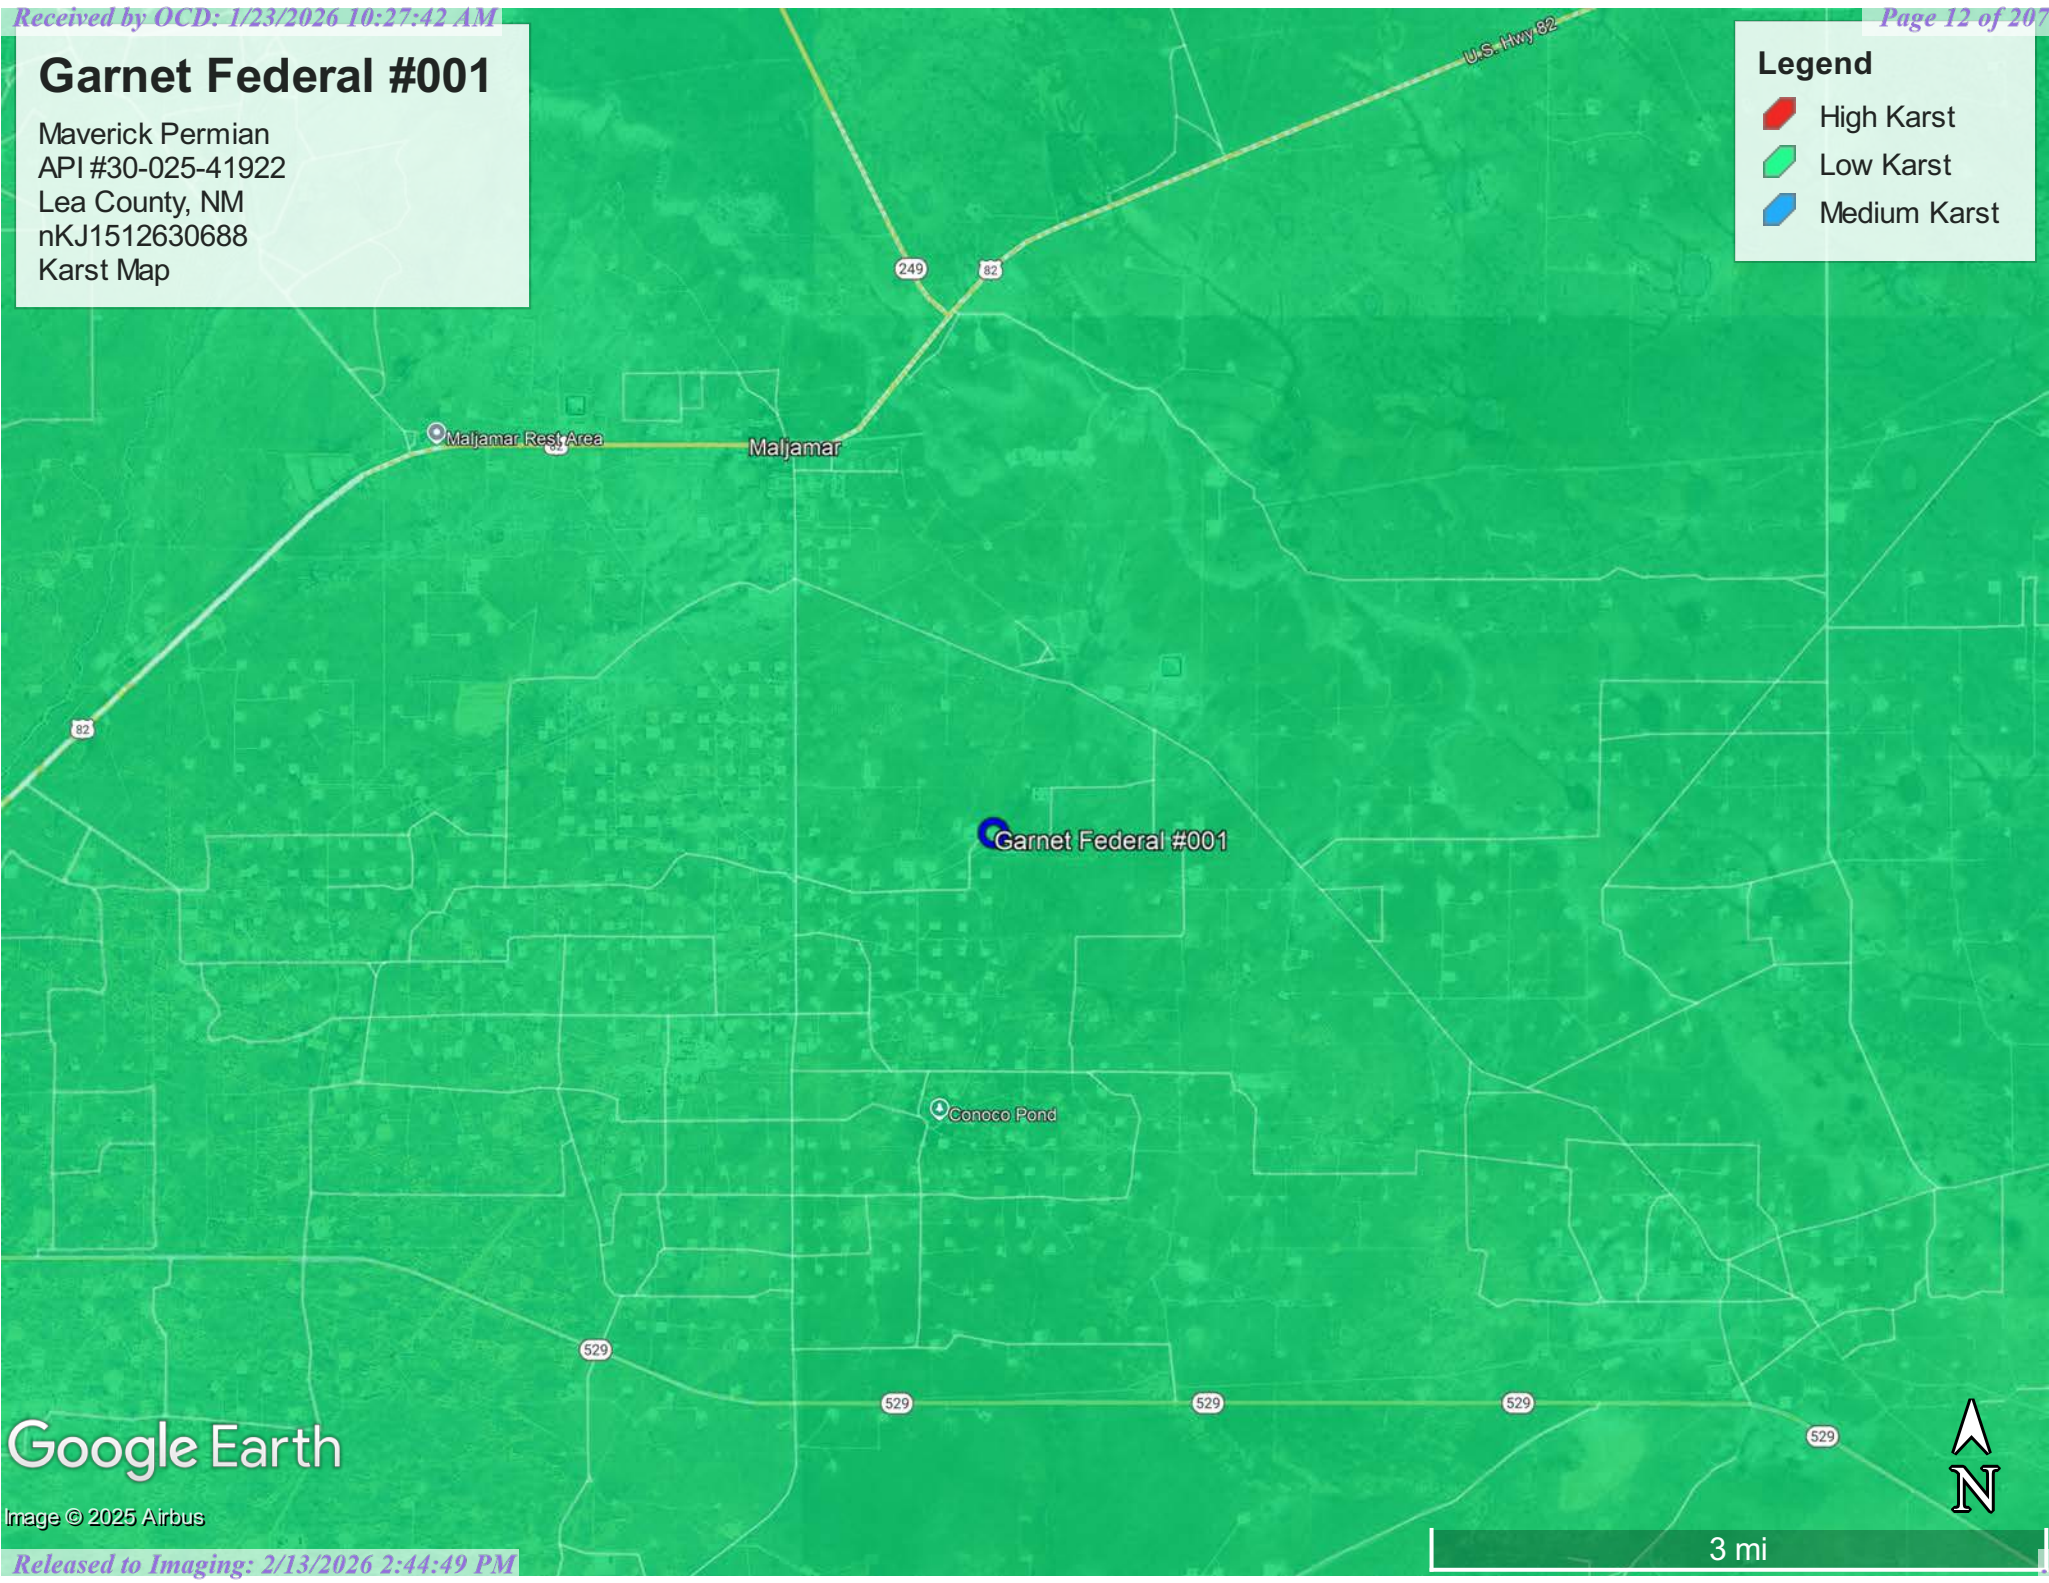 Received by OCD: 1/23/2026 10:27:42 AM
Page 12 of 207
Garnet Federal #001
Maverick Permian
API #30-025-41922
Lea County, NM
nKJ1512630688
Karst Map
Legend
High Karst
Low Karst
Medium Karst
U.S. Hwy 82
249
82
Maljamar Rest Area
82
Maljamar
82
Garnet Federal #001
Conoco Pond
529
529
529
529
529
Google Earth
N
Image © 2025 Airbus
3 mi
Released to Imaging: 2/13/2026 2:44:49 PM